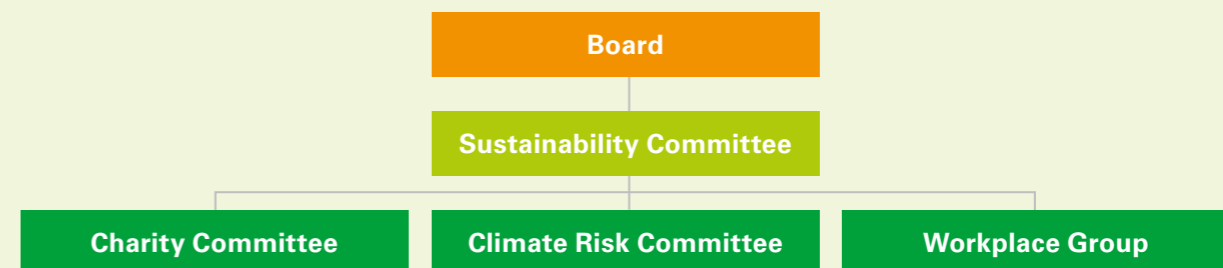 Board
Sustainability Committee
Charity Committee
Climate Risk Committee
Workplace Group